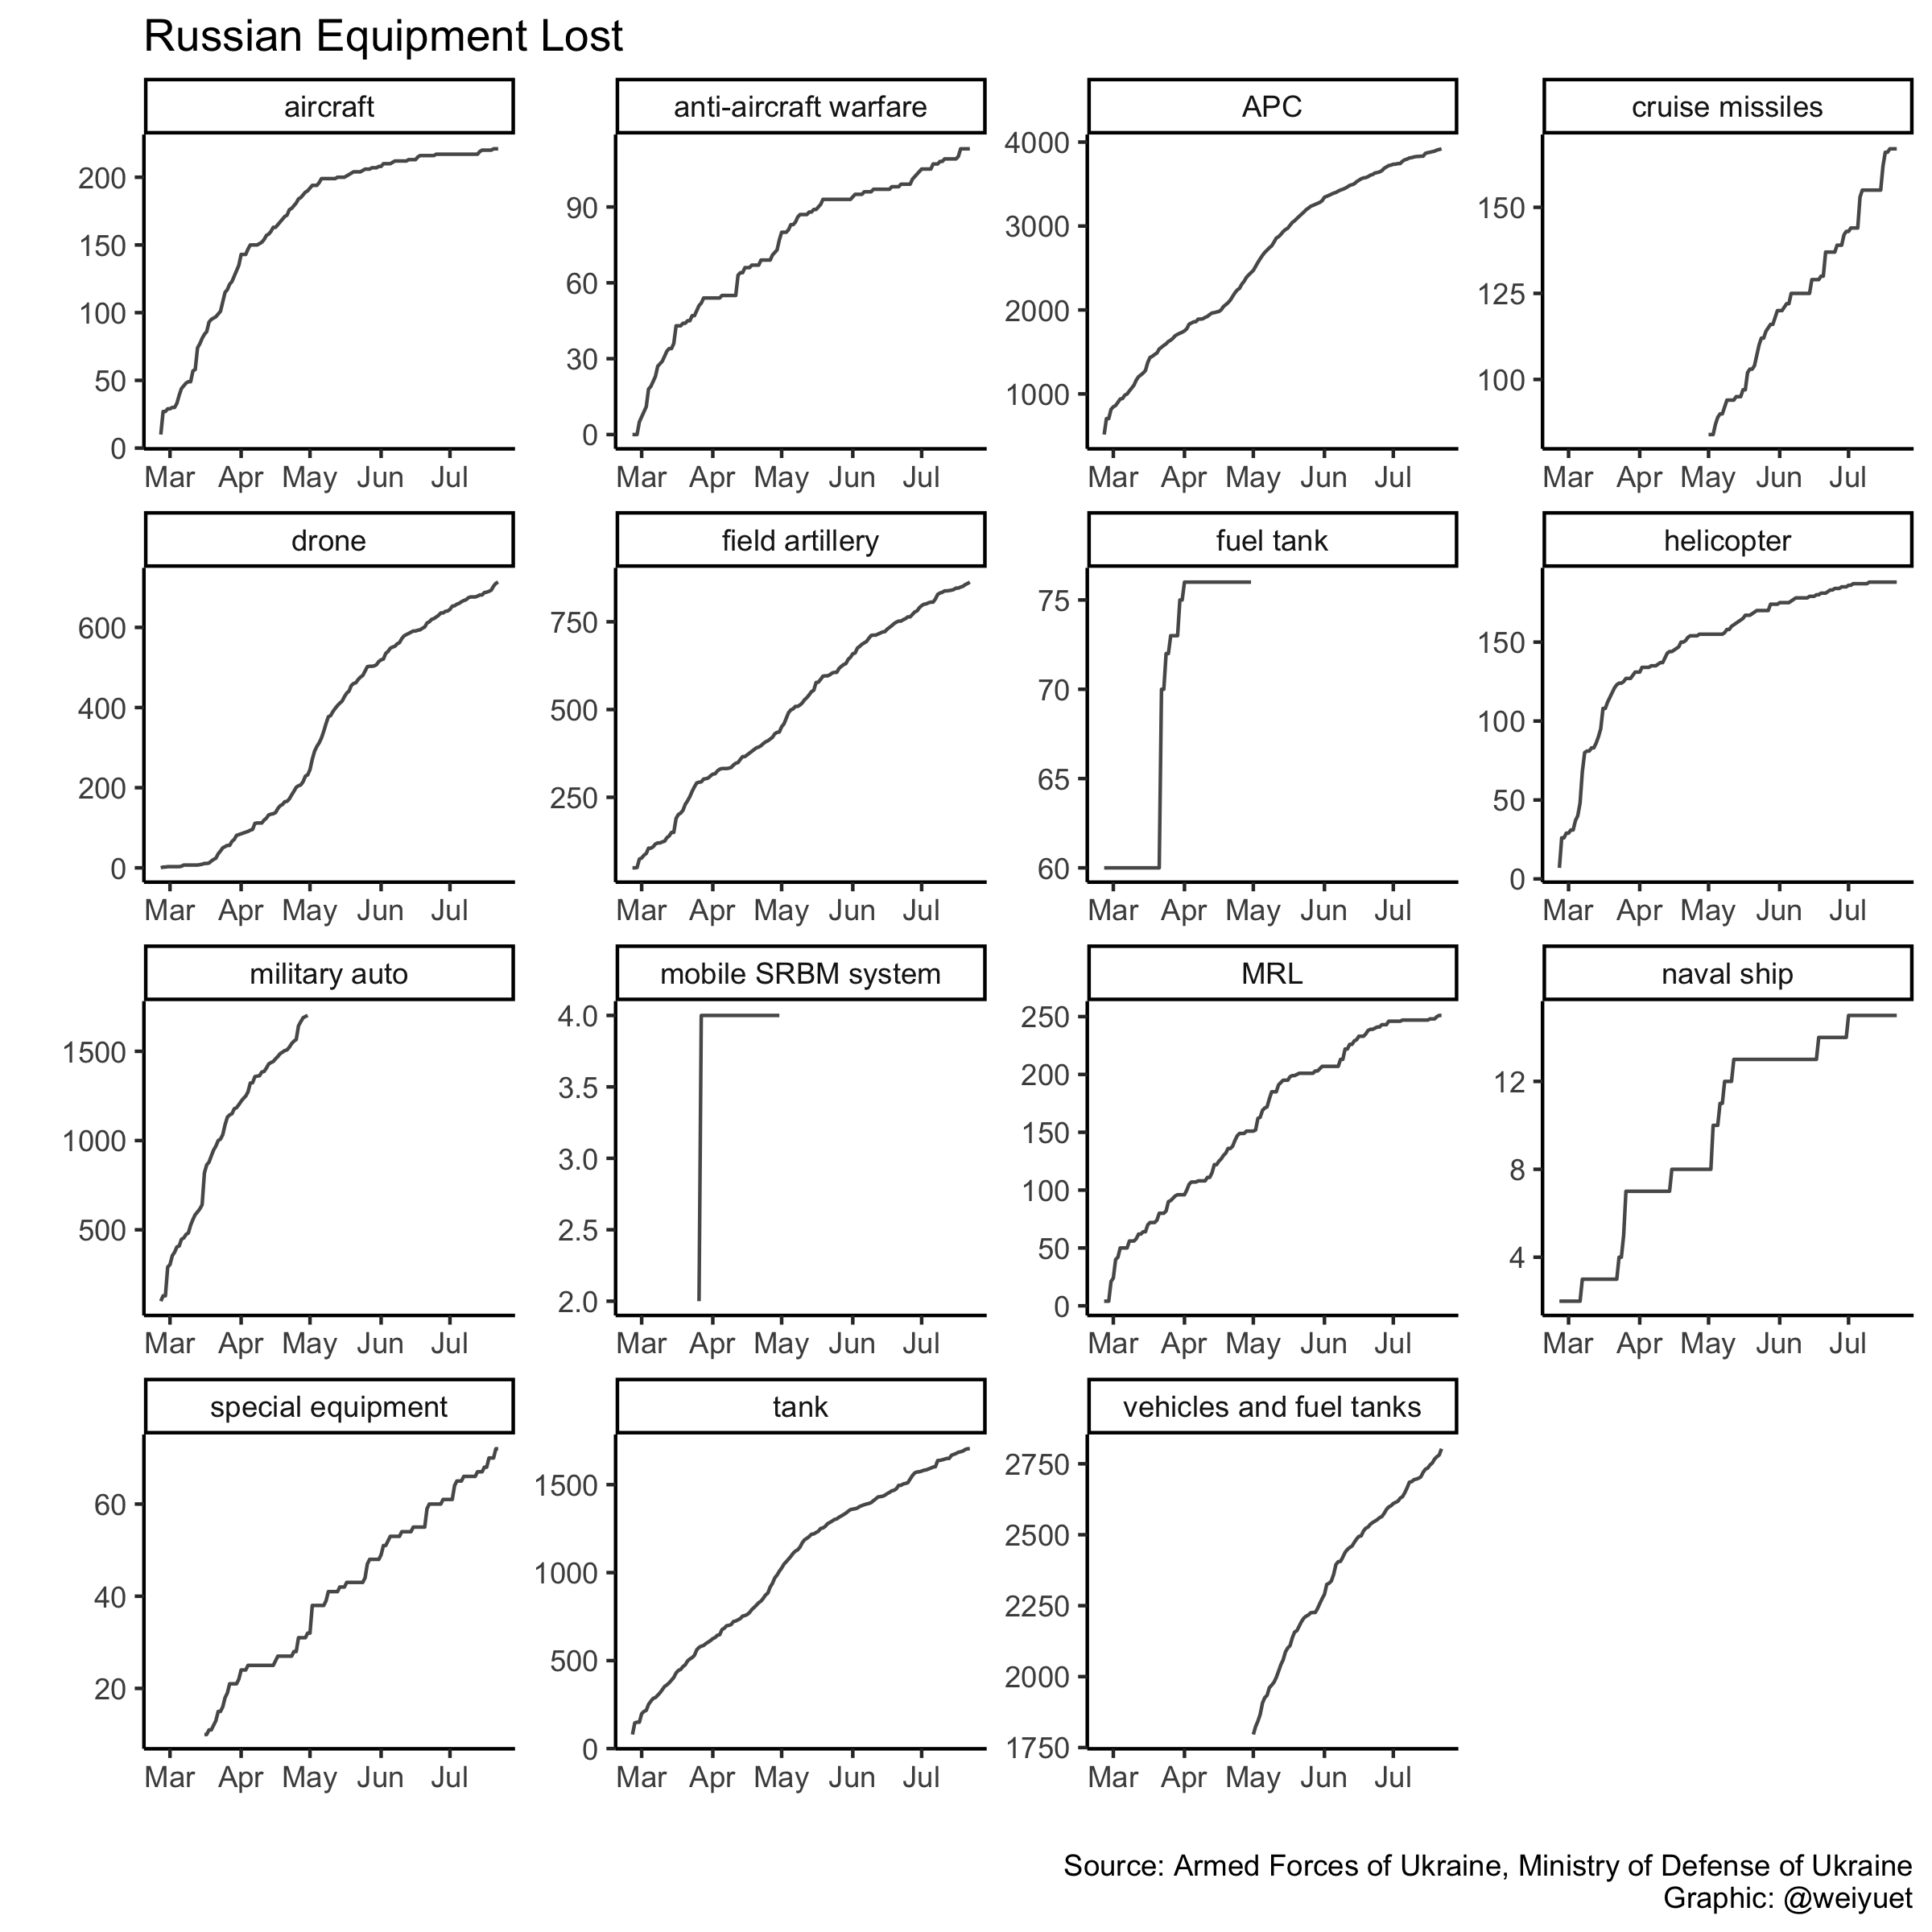 Russian Equipment Lost
aircraft
anti-aircraft warfare
APC
cruise missiles
200
150
100
50
0
90
60
30
0
4000
3000
2000
1000
150
125
100
Mar Apr May Jun Jul
Mar Apr May Jun Jul
Mar Apr May Jun Jul
Mar Apr May Jun Jul
drone
field artillery
fuel tank
helicopter
600
400
200
0
750
500
250
75
70
65
60
150
100
50
0
Mar Apr May Jun Jul
Mar Apr May Jun Jul
Mar Apr May Jun Jul
Mar Apr May Jun Jul
military auto
mobile SRBM system
MRL
naval ship
1500
1000
500
4.0
3.5
3.0
2.5
2.0
250
200
150
100
50
0
12
8
4
Mar Apr May Jun Jul
Mar Apr May Jun Jul
Mar Apr May Jun Jul
Mar Apr May Jun Jul
special equipment
tank
vehicles and fuel tanks
60
40
20
1500
1000
500
0
2750
2500
2250
2000
1750
Mar Apr May Jun Jul
Mar Apr May Jun Jul
Mar Apr May Jun Jul
Source: Armed Forces of Ukraine, Ministry of Defense of Ukraine
Graphic: @weiyuet